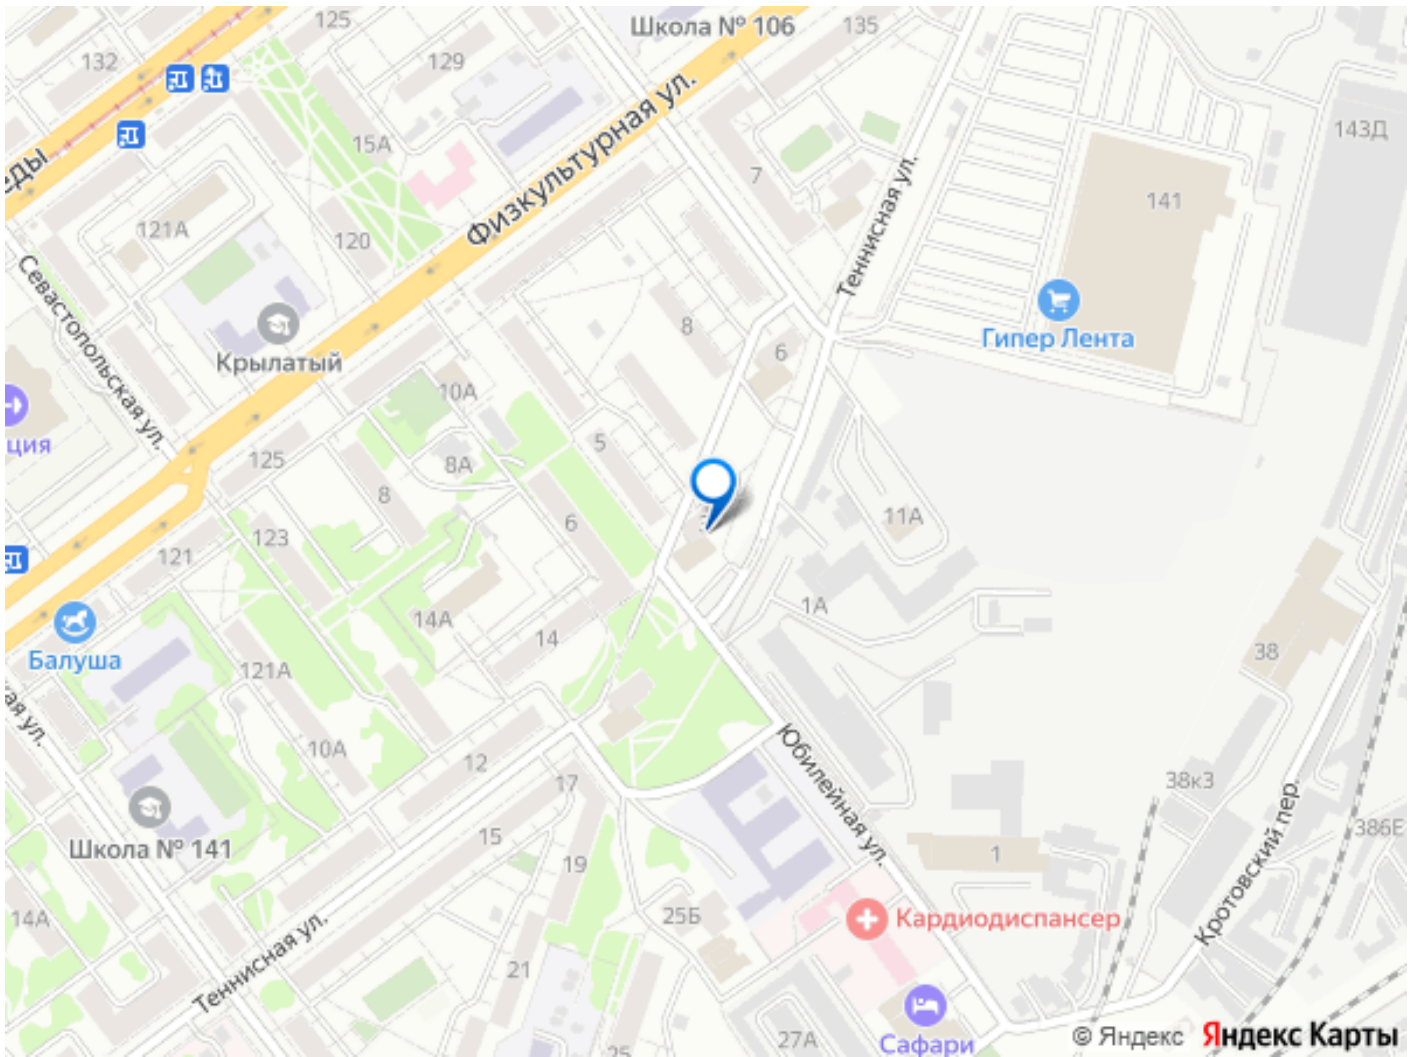 125
Школа № 106
135
132
129
143Д
15А
еды
Физкультурная ул.
7
Теннисная ул.
141
121А
120
Севастопольская ул.
8
Гипер Лента
6
Крылатый
10А
ция
5
125
8А
8
11А
6
123
121
1А
14А
14
38
Балуша
121А
ая ул.
10А
12
Юбилейная ул.
17
38к3
Кротовский пер.
15
386Е
Школа № 141
1
19
14А
25Б
Кардиодиспансер
Теннисная ул.
21
27А
Сафари
25
© Яндекс Яндекс Карты